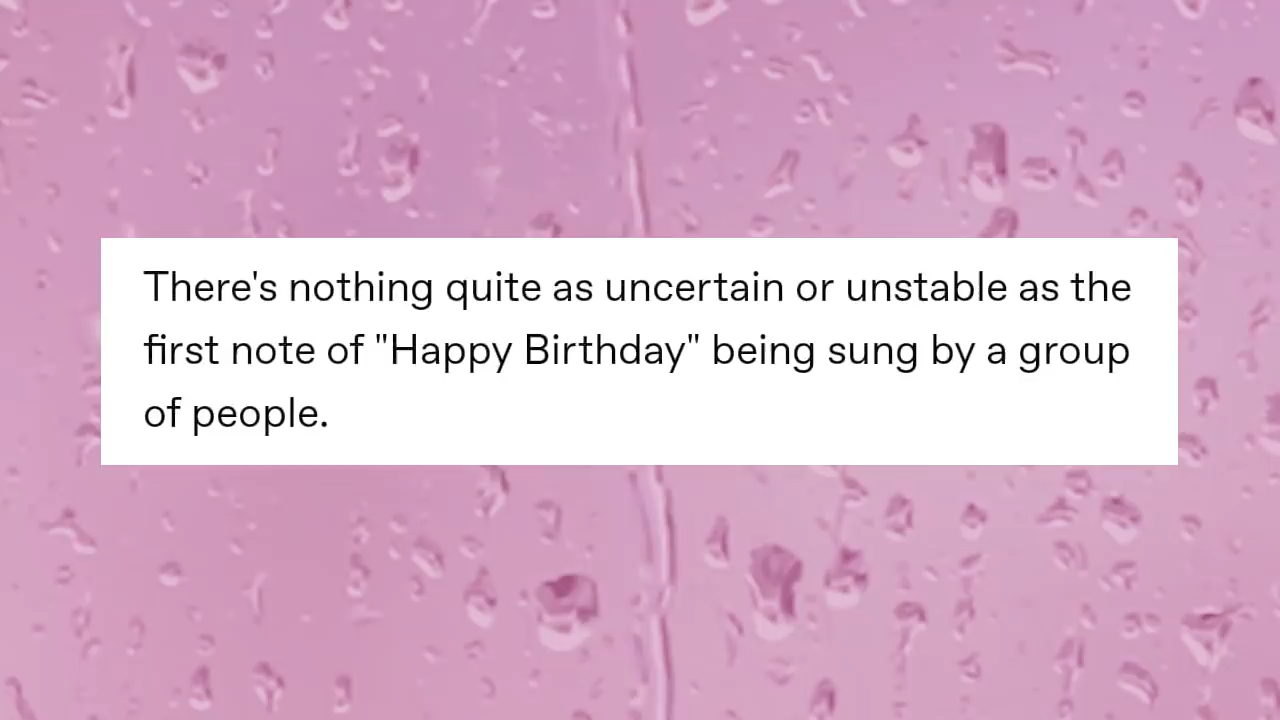 There's nothing quite as uncertain or unstable as the
first note of "Happy Birthday" being sung by a group
of people.